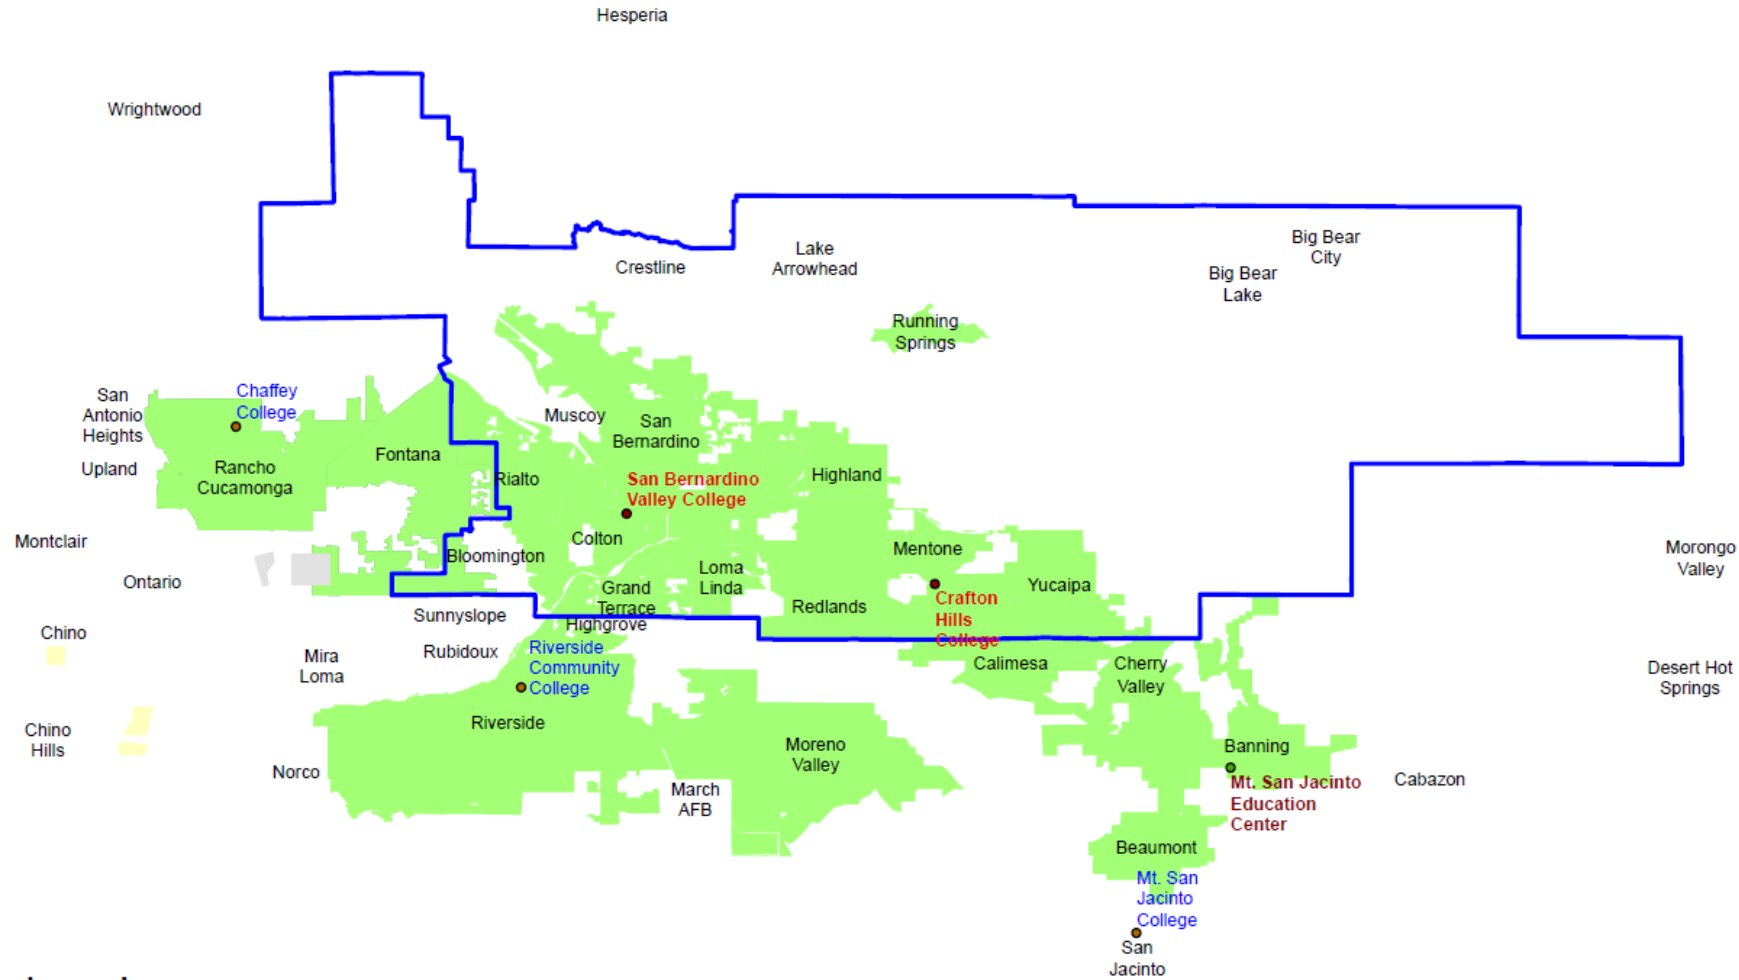 Hesperia
Wrightwood
Big Bear
City
Lake
Arrowhead
Crestline
Big Bear
Lake
Running
Springs
San
Antonio
Heights
Chaffey
College
Muscoy
San
Bernardino
Fontana
Upland
Rancho
Cucamonga
Rialto
San Bernardino
Valley College
Highland
Montclair
Colton
Bloomington
Mentone
Morongo
Valley
Ontario
Loma
Linda
Grand
Terrace
Yucaipa
Redlands
Crafton
Hills
College
Sunnyslope
Highgrove
Chino
Rubidoux
Riverside
Community
College
Mira
Loma
Calimesa
Cherry
Valley
Desert Hot
Springs
Riverside
Chino
Hills
Moreno
Valley
Banning
Norco
March
AFB
Mt. San Jacinto
Education
Center
Cabazon
Beaumont
Mt. San
Jacinto
College
San
Jacinto